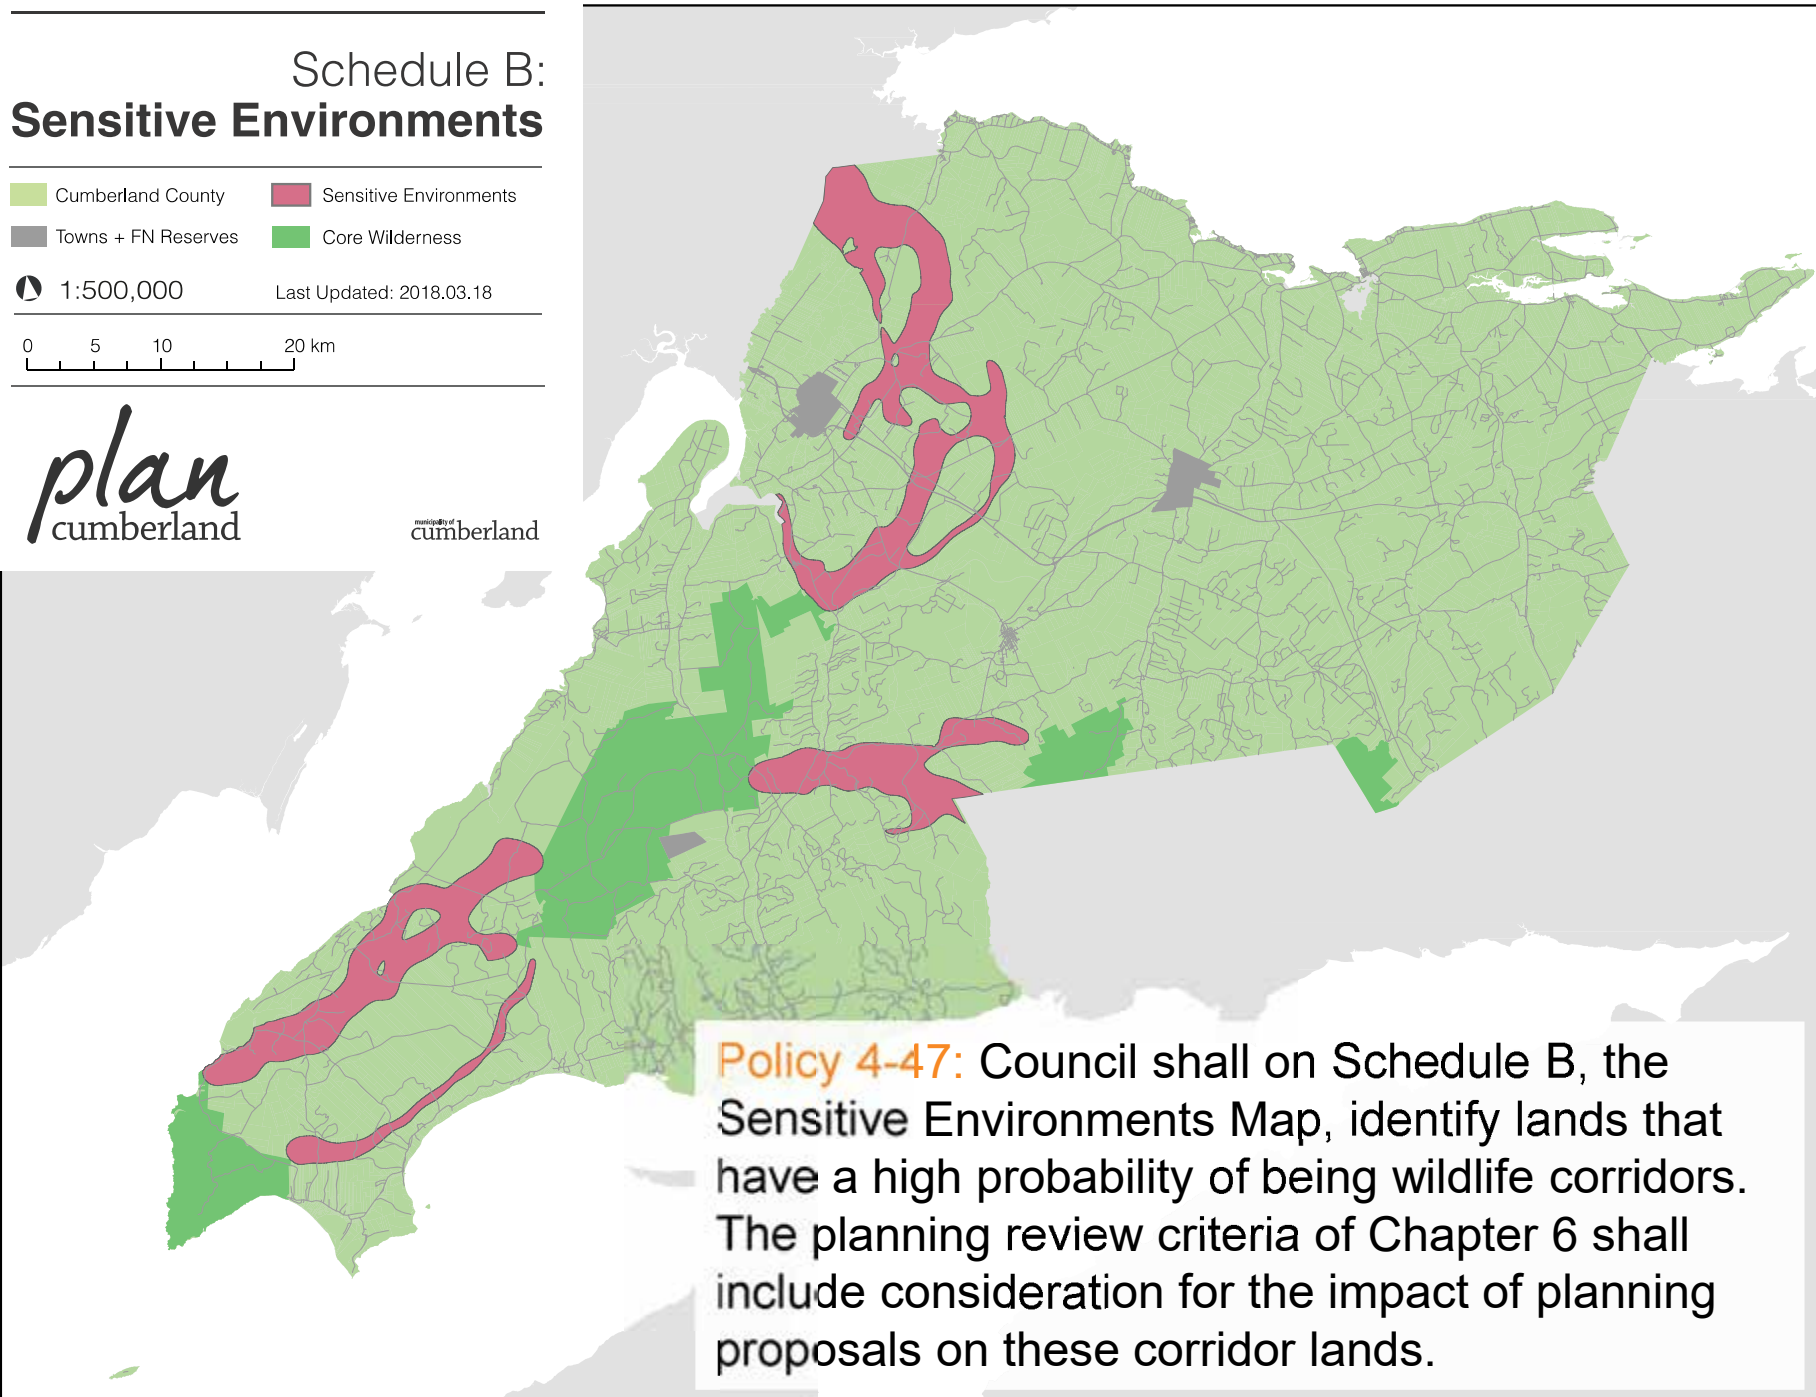 Schedule B:
Sensitive Environments
Cumberland County
Sensitive Environments
Towns + FN Reserves
Core Wilderness
1:500,000
Last Updated: 2018.03.18
0 5 10 20 km
plan
cumberland
municipality of
cumberland
Policy 4-47: Council shall on Schedule B, the
Sensitive Environments Map, identify lands that
have a high probability of being wildlife corridors.
The planning review criteria of Chapter 6 shall
include consideration for the impact of planning
proposals on these corridor lands.